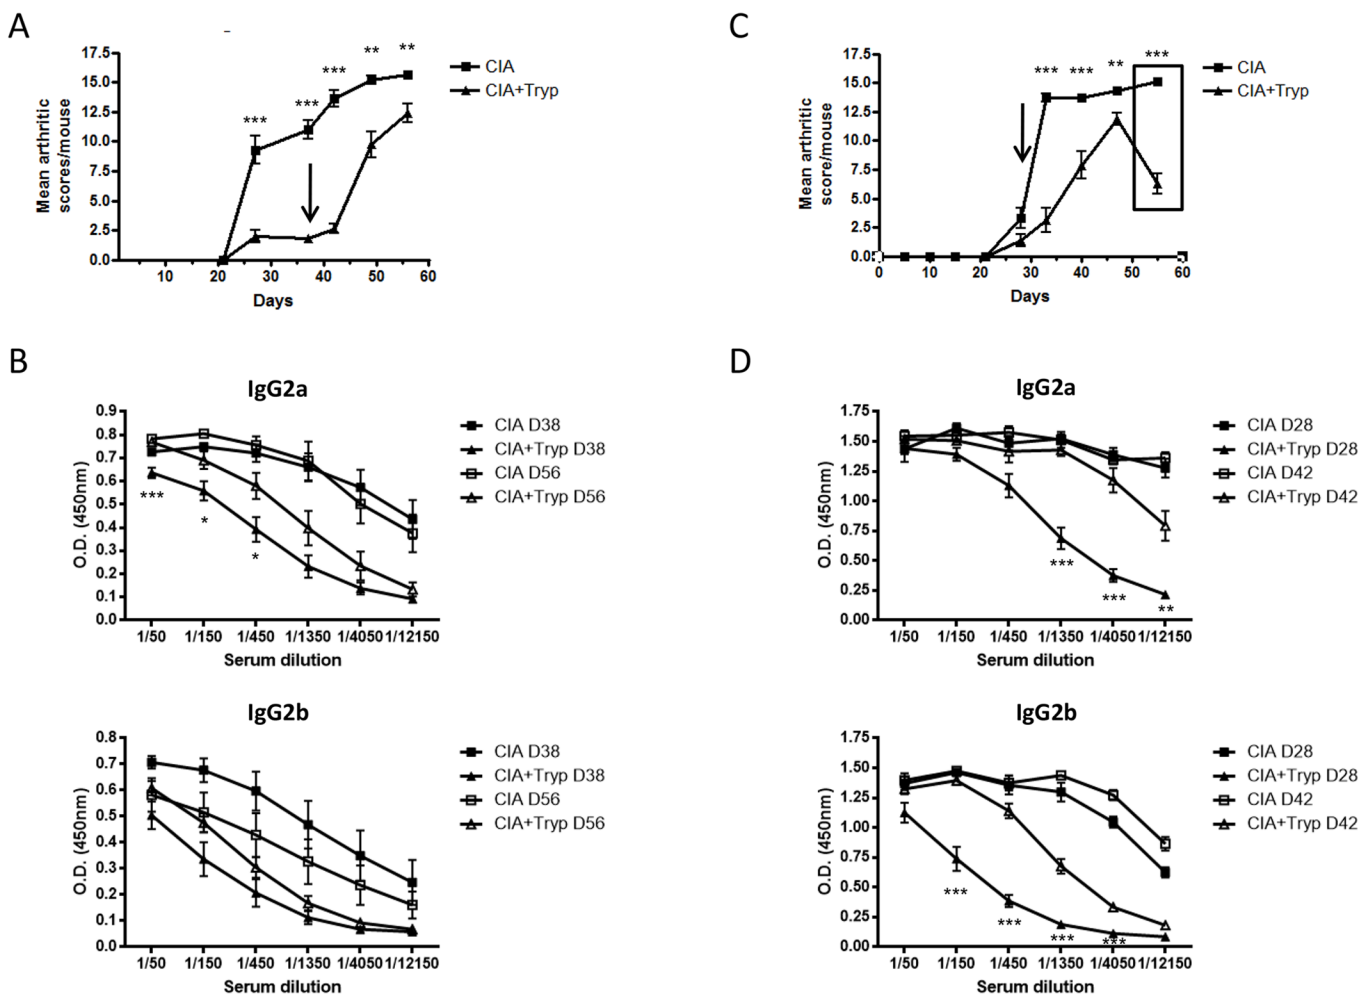 A
17.5
15.0
12.5
10.0
7.5
5.0
2.5
0.0
Mean arthritic
scores/mouse
***
***
***
**
**
10
20
30
40
50
60
Days
CIA
CIA+Tryp
C
17.5
15.0
12.5
10.0
7.5
5.0
2.5
0.0
Mean arthritic
score/mouse
***
***
**
***
0
10
20
30
40
50
60
Days
CIA
CIA+Tryp
B
IgG2a
0.9
0.8
0.7
0.6
0.5
0.4
0.3
0.2
0.1
0.0
O.D. (450nm)
***
*
*
1/50
1/150
1/450
1/1350
1/4050
1/12150
Serum dilution
CIA D38
CIA+Tryp D38
CIA D56
CIA+Tryp D56
IgG2b
0.8
0.7
0.6
0.5
0.4
0.3
0.2
0.1
0.0
O.D. (450nm)
1/50
1/150
1/450
1/1350
1/4050
1/12150
Serum dilution
CIA D38
CIA+Tryp D38
CIA D56
CIA+Tryp D56
D
IgG2a
1.75
1.50
1.25
1.00
0.75
0.50
0.25
0.00
O.D. (450nm)
***
***
**
1/50
1/150
1/450
1/1350
1/4050
1/12150
Serum dilution
CIA D28
CIA+Tryp D28
CIA D42
CIA+Tryp D42
IgG2b
1.75
1.50
1.25
1.00
0.75
0.50
0.25
0.00
O.D. (450nm)
***
***
***
***
1/50
1/150
1/450
1/1350
1/4050
1/12150
Serum dilution
CIA D28
CIA+Tryp D28
CIA D42
CIA+Tryp D42